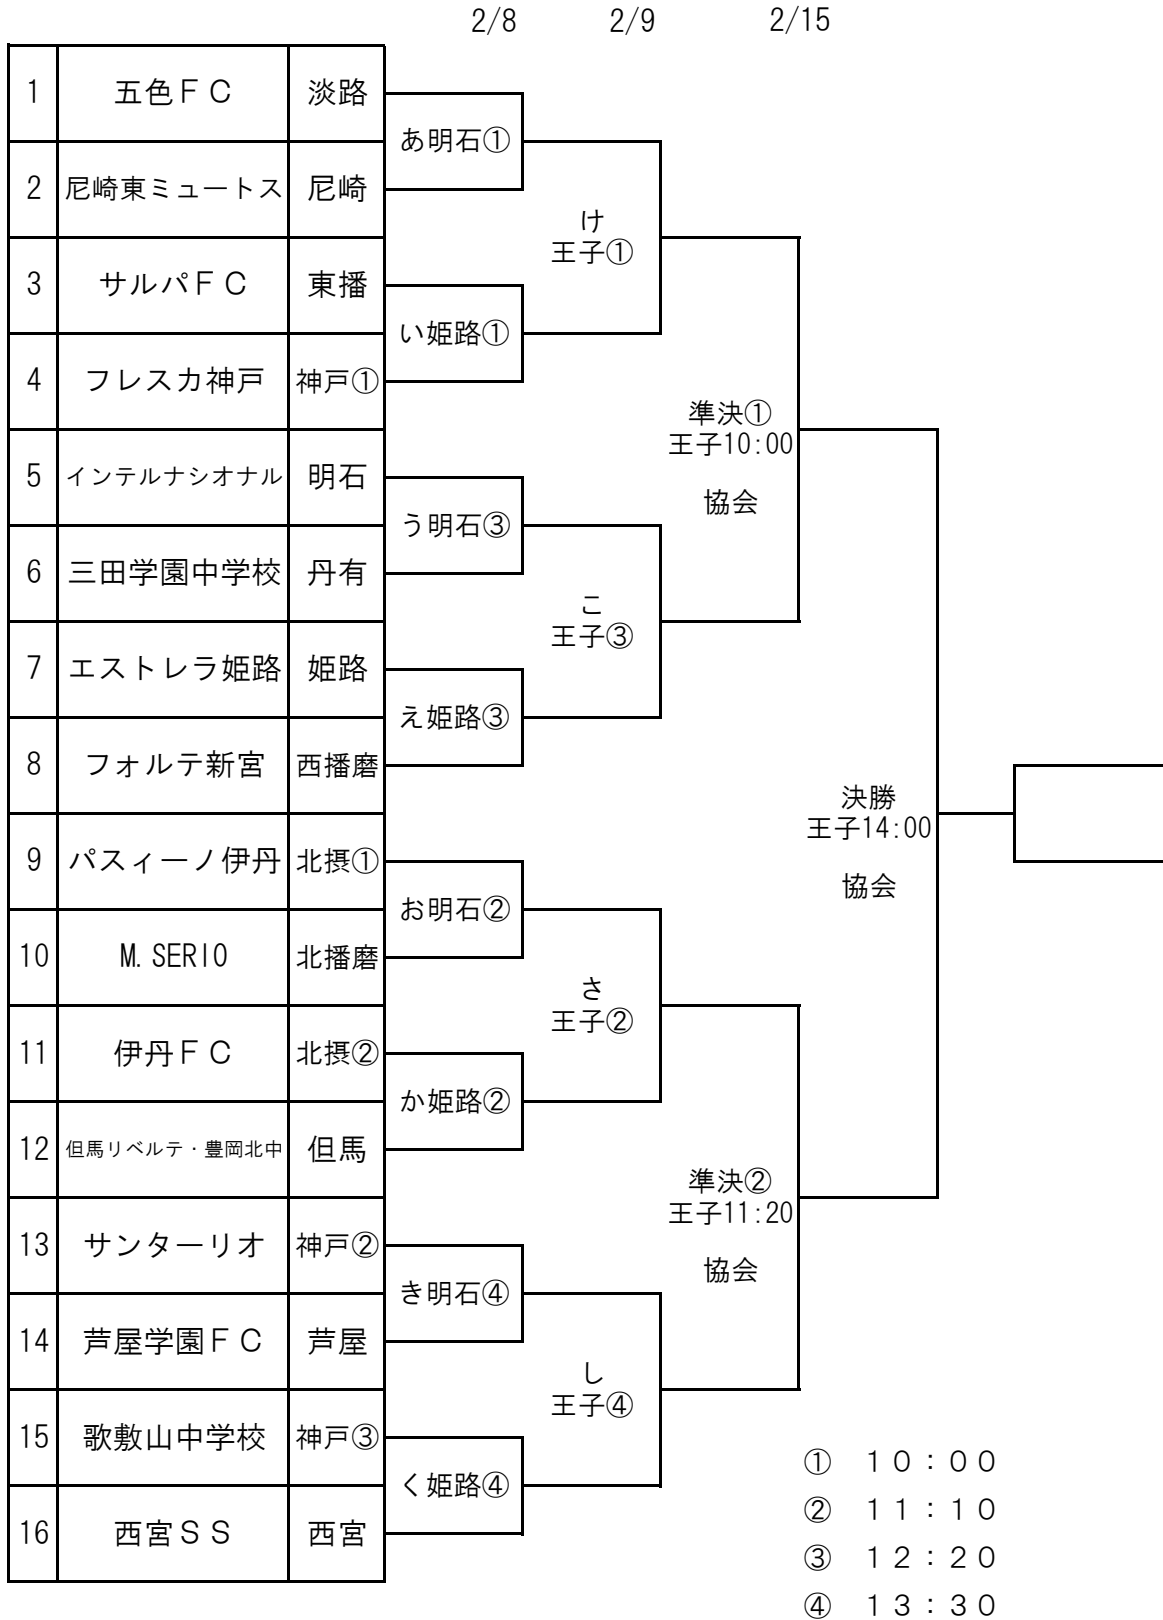 2/8 2/9 2/15
1 五色ＦＣ 淡路
あ明石①
2 尼崎東ミュートス 尼崎
け
王子①
3 サルパＦＣ 東播
い姫路①
4 フレスカ神戸 神戸①
準決①
王子10:00
協会
5 インテルナシオナル 明石
う明石③
6 三田学園中学校 丹有
こ
王子③
7 エストレラ姫路 姫路
え姫路③
8 フォルテ新宮 西播磨
決勝
王子14:00
協会
9 パスィーノ伊丹 北摂①
お明石②
10 M.SERIO 北播磨
さ
王子②
11 伊丹ＦＣ 北摂②
か姫路②
12 但馬リベルテ・豊岡北中 但馬
準決②
王子11:20
協会
13 サンターリオ 神戸②
き明石④
14 芦屋学園ＦＣ 芦屋
し
王子④
15 歌敷山中学校 神戸③
く姫路④
16 西宮ＳＳ 西宮
① １０：００
② １１：１０
③ １２：２０
④ １３：３０